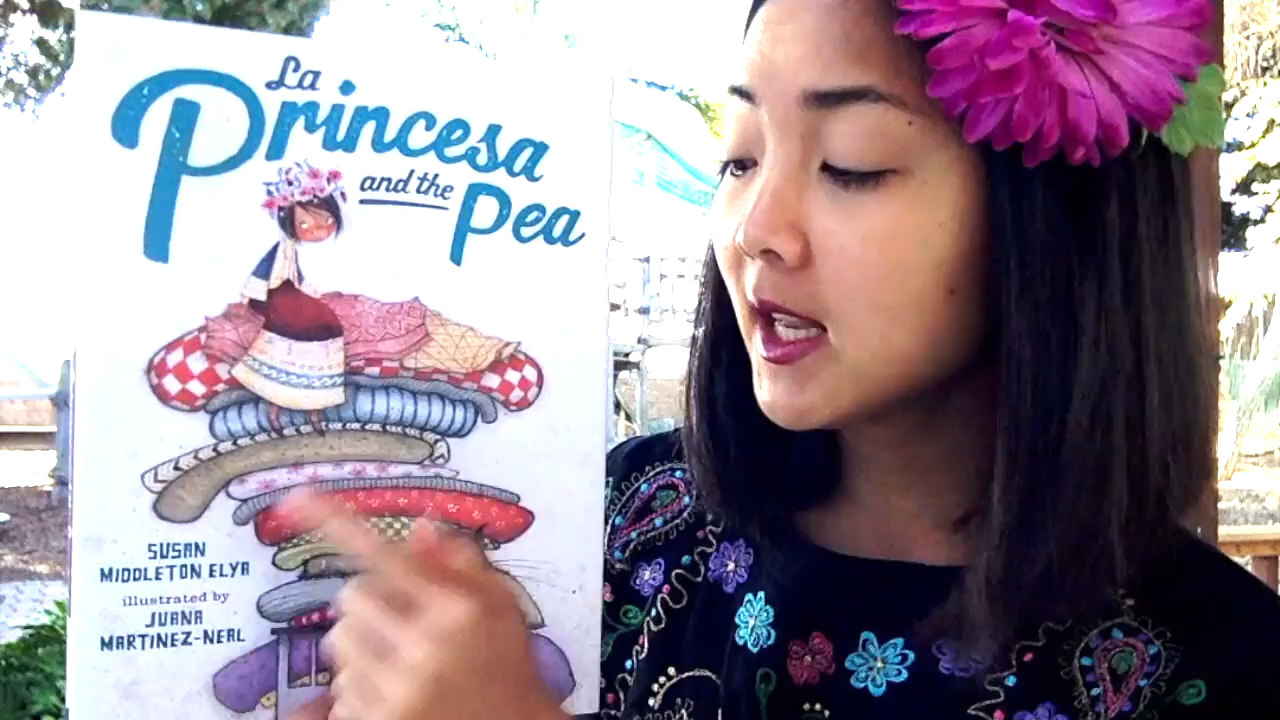 La
Princesa
and the
Pea
SUSAN
MIDDLETON ELYA
illustrated by
JUANA
MARTINEZ-NEAL